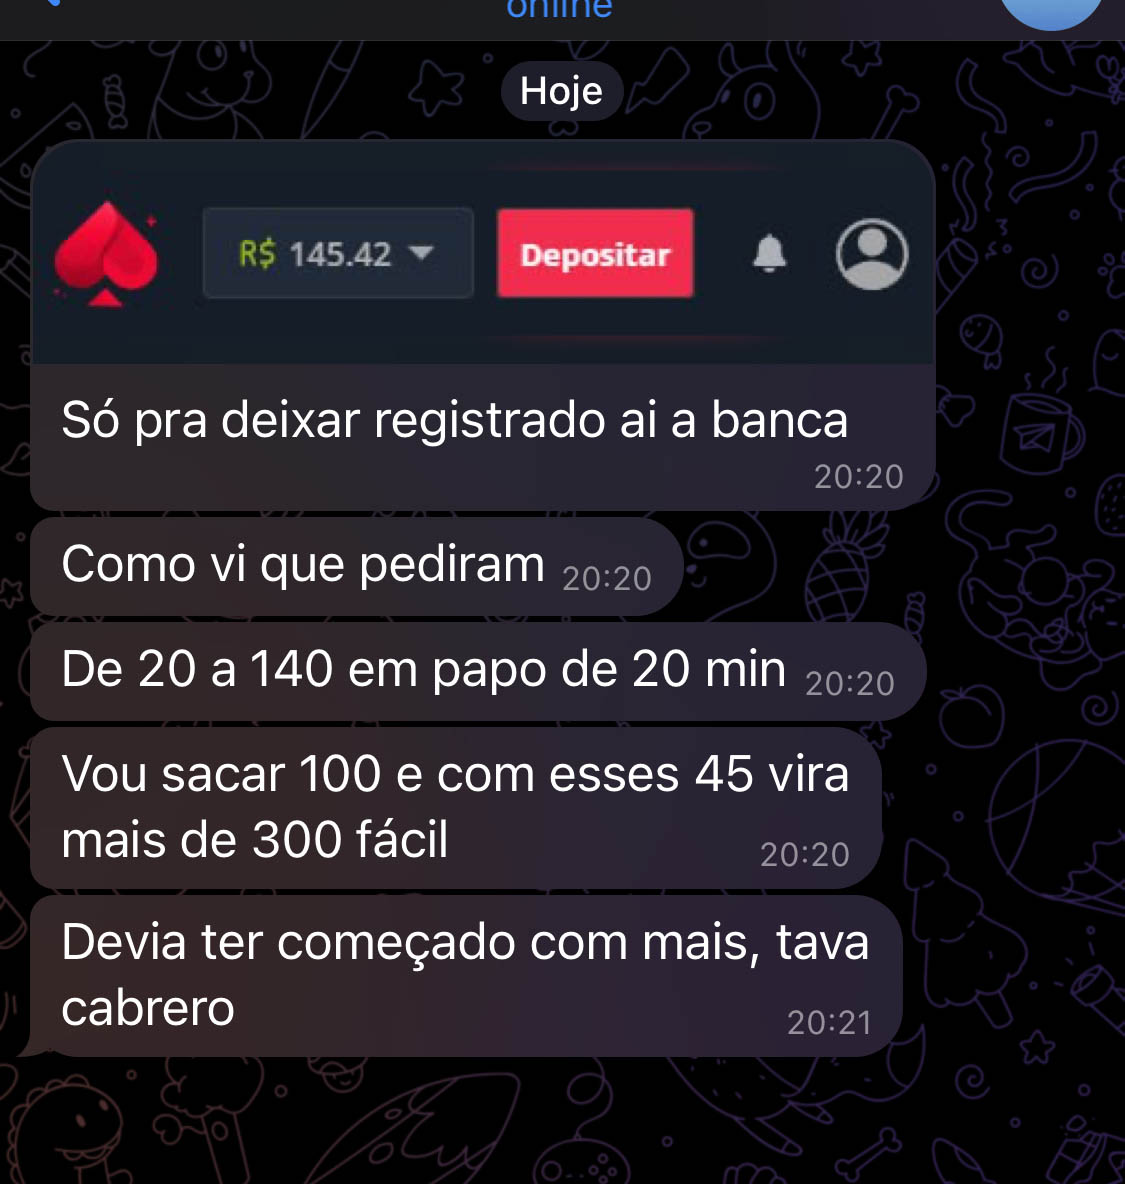 online
Hoje
R$ 145.42
Depositar
Só pra deixar registrado ai a banca
20:20
Como vi que pediram 20:20
De 20 a 140 em papo de 20 min 20:20
Vou sacar 100 e com esses 45 vira
mais de 300 fácil 20:20
Devia ter começado com mais, tava
cabrero 20:21